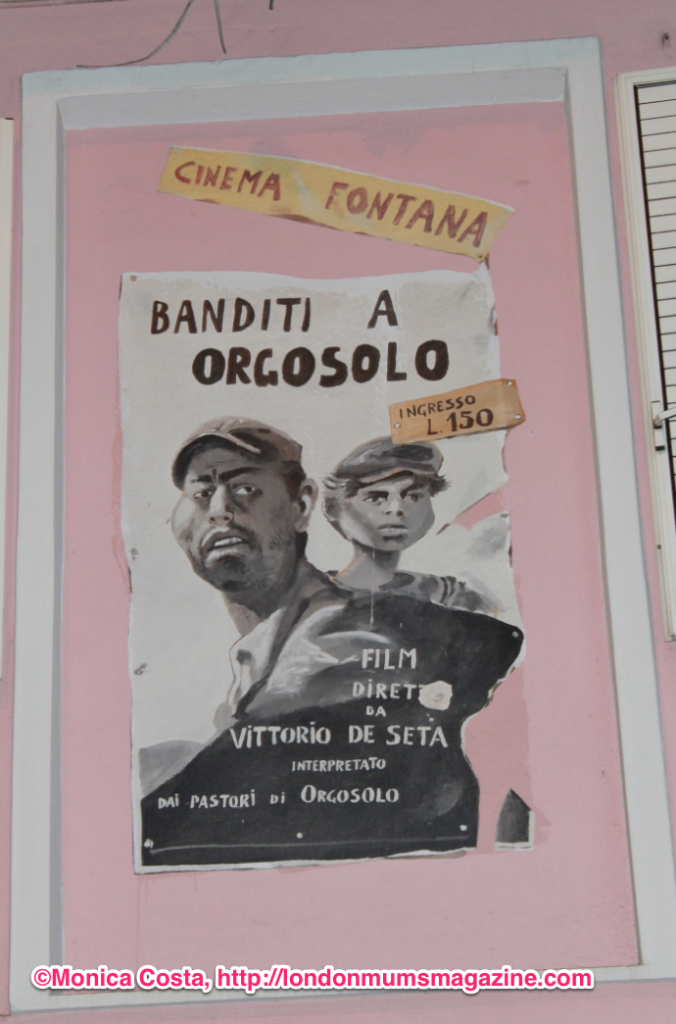 CINEMA FONTANA
BANDITI A
ORGOSOLO
INGRESSO
L.150
FILM
DIRET
DA
VITTORIO DE SETA
INTERPRETATO
DAI PASTORI DI ORGOSOLO
©Monica Costa, http://londonmumsmagazine.com